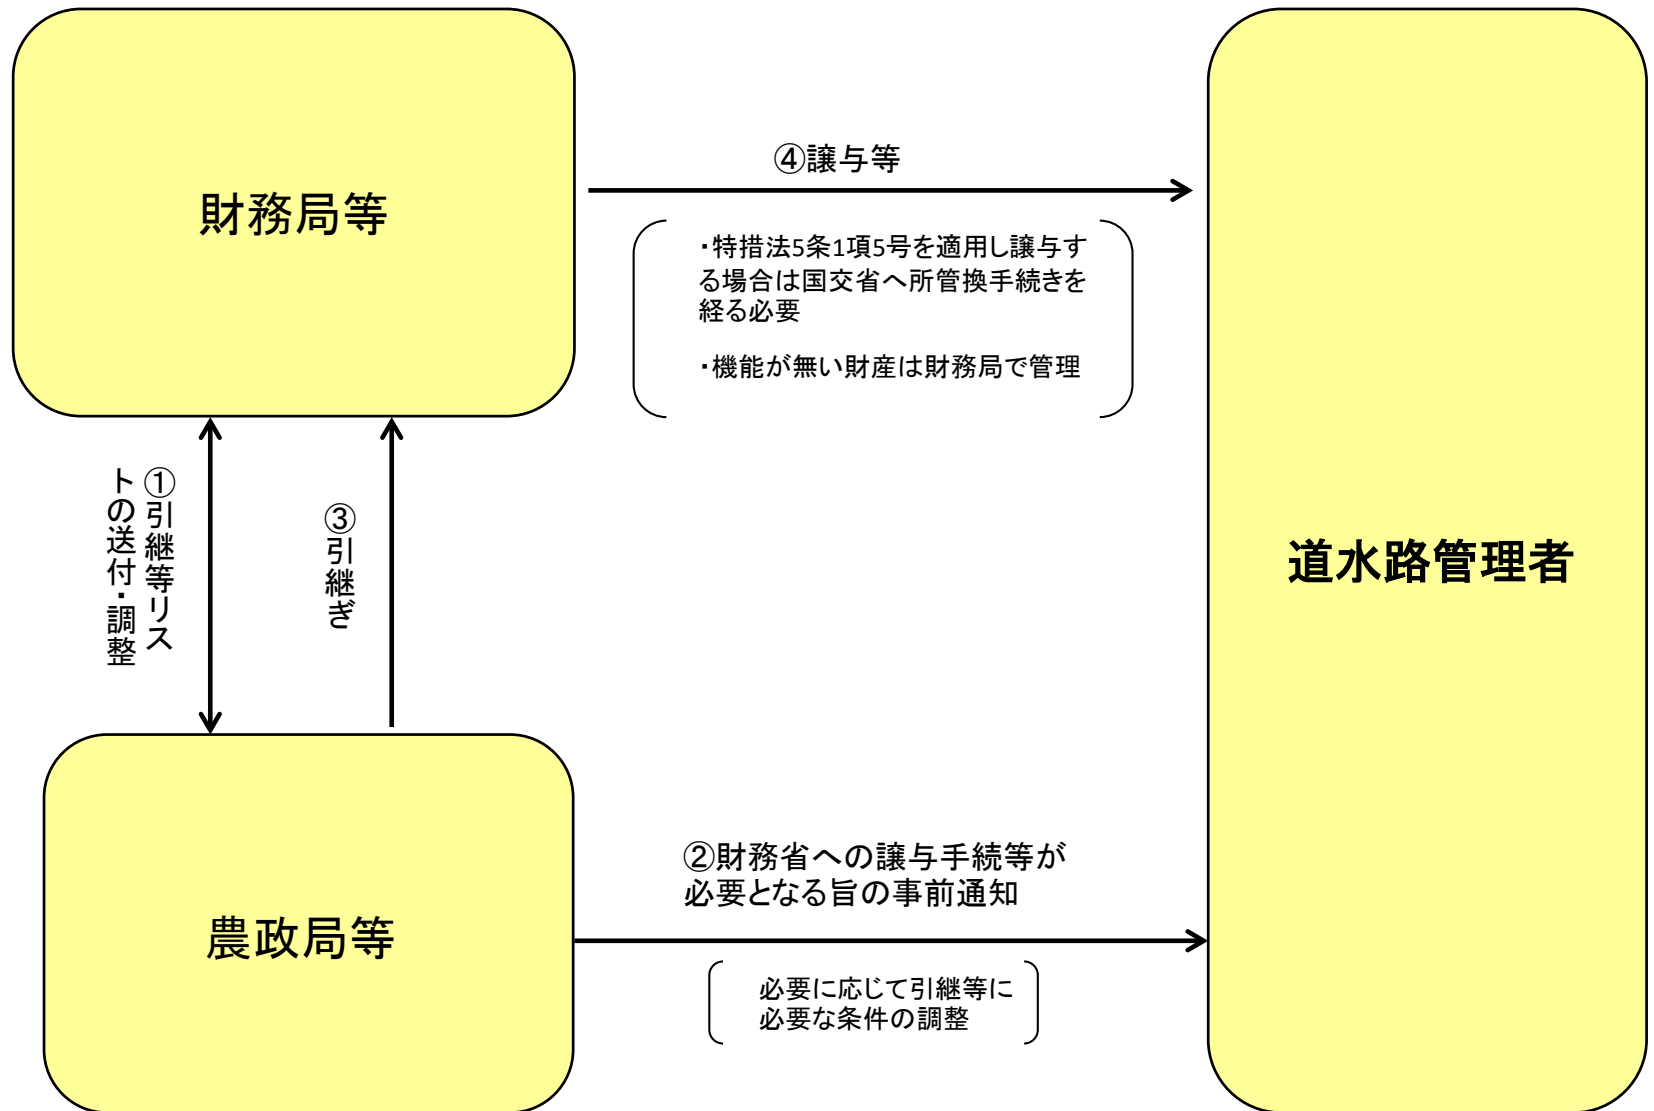 財務局等
④譲与等
・特措法5条1項5号を適用し譲与す
る場合は国交省へ所管換手続きを
経る必要
・機能が無い財産は財務局で管理
①引継等リス
トの送付・調整
③引継ぎ
道水路管理者
農政局等
②財務省への譲与手続等が
必要となる旨の事前通知
必要に応じて引継等に
必要な条件の調整